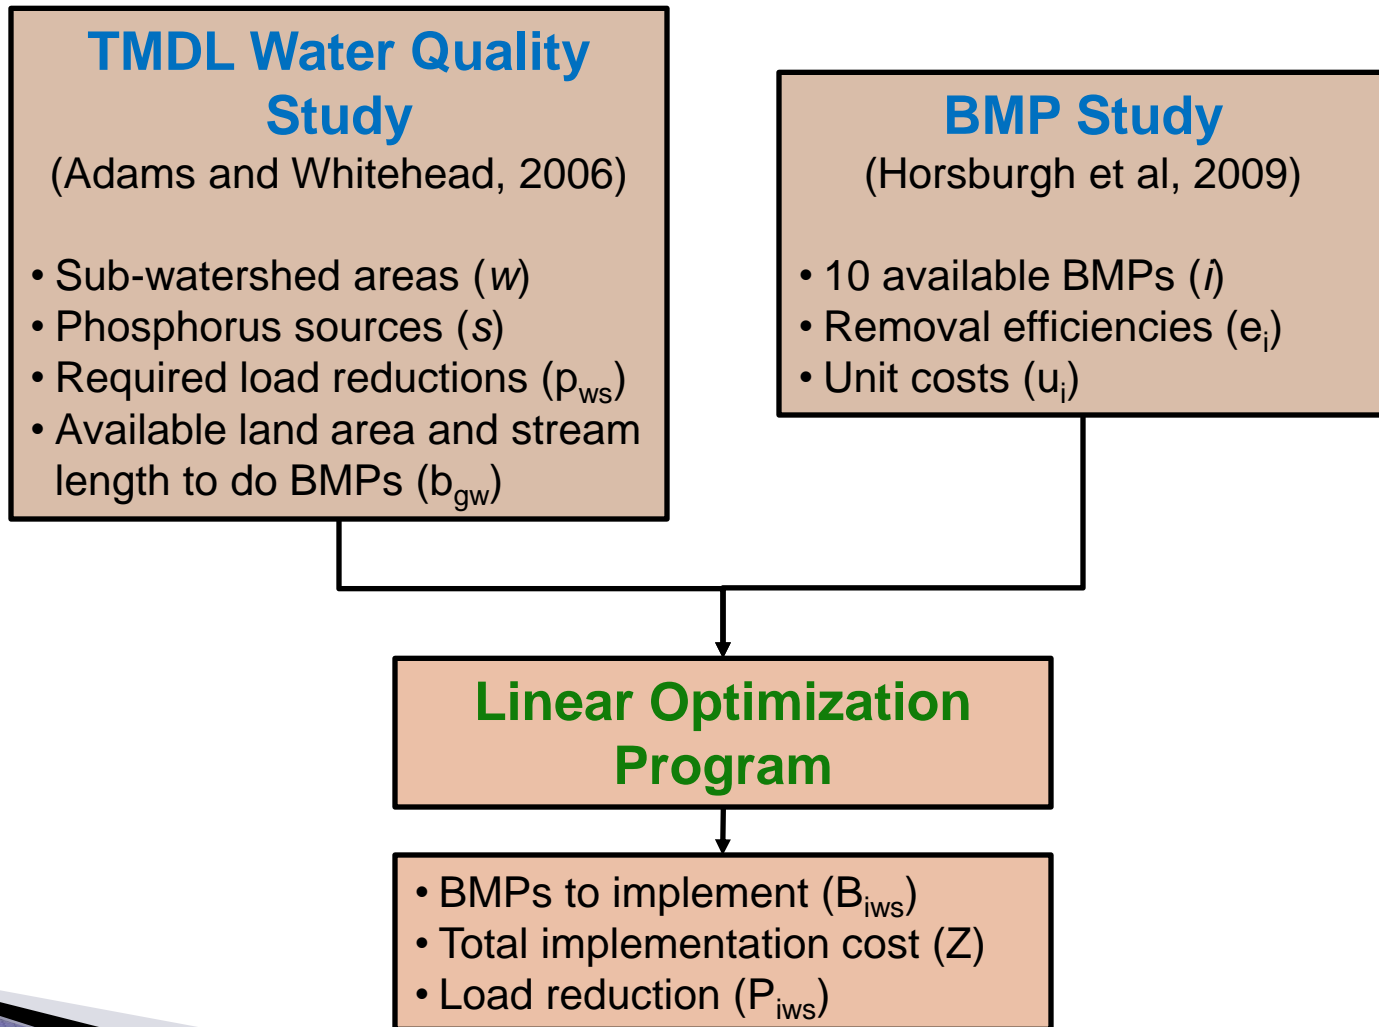 TMDL Water Quality
Study
(Adams and Whitehead, 2006)
• Sub-watershed areas (w)
• Phosphorus sources (s)
• Required load reductions (pws)
• Available land area and stream
length to do BMPs (bgw)
BMP Study
(Horsburgh et al, 2009)
• 10 available BMPs (i)
• Removal efficiencies (ei)
• Unit costs (ui)
Linear Optimization
Program
• BMPs to implement (Biws)
• Total implementation cost (Z)
• Load reduction (Piws)